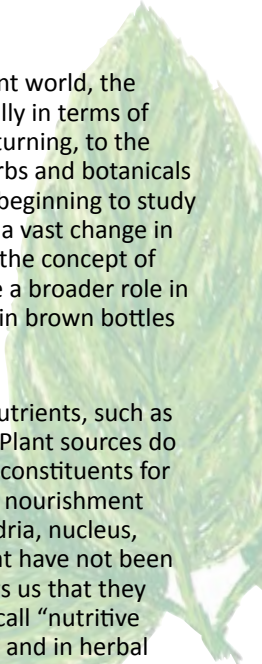 nt world, the
lly in terms of
turning, to the
rbs and botanicals
beginning to study
a vast change in
the concept of
e a broader role in
in brown bottles
utrients, such as
Plant sources do
constituents for
nourishment
dria, nucleus,
nt have not been
s us that they
call “nutritive
and in herbal